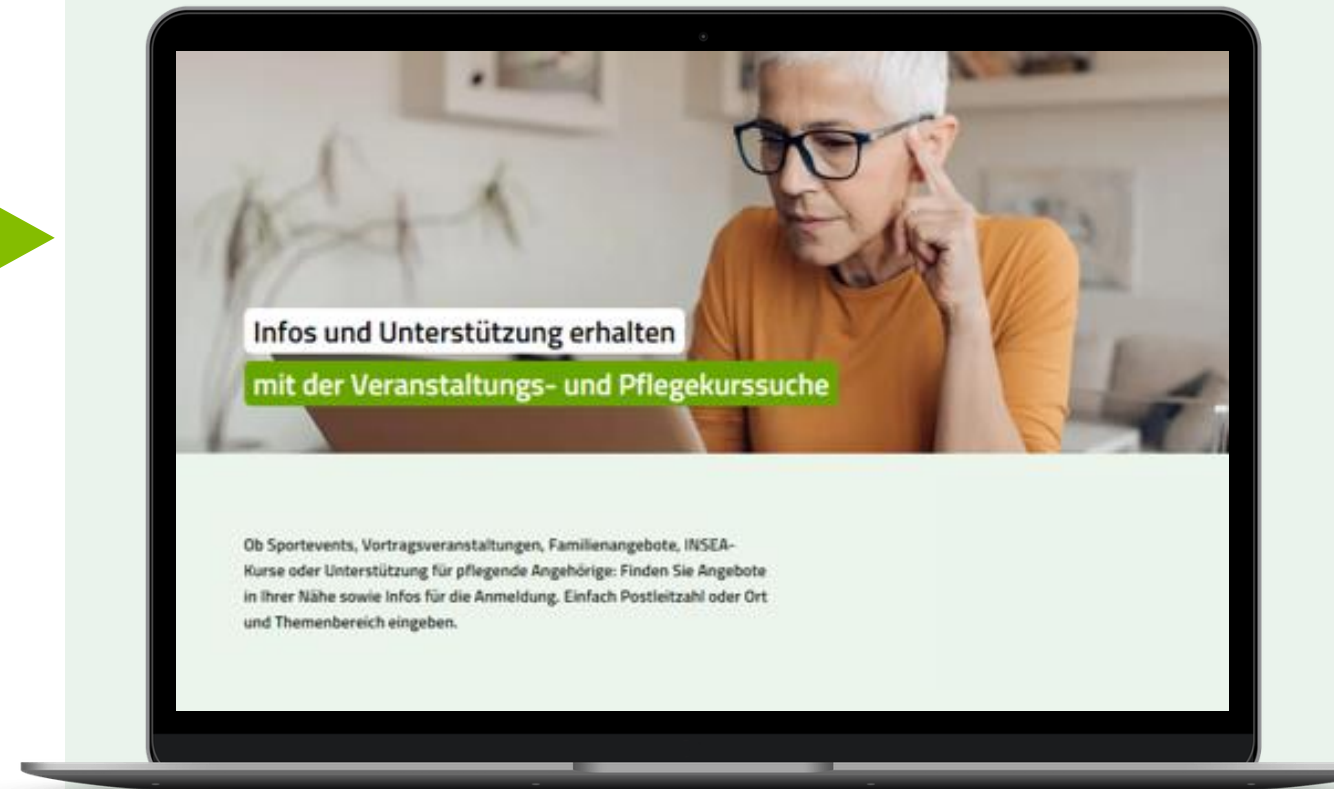 Infos und Unterstützung erhalten
mit der Veranstaltungs- und Pflegekurssuche
Ob Sportevents, Vortragsveranstaltungen, Familienangebote, INSEA-
Kurse oder Unterstützung für pflegende Angehörige: Finden Sie Angebote
in Ihrer Nähe sowie Infos für die Anmeldung. Einfach Postleitzahl oder Ort
und Themenbereich eingeben.